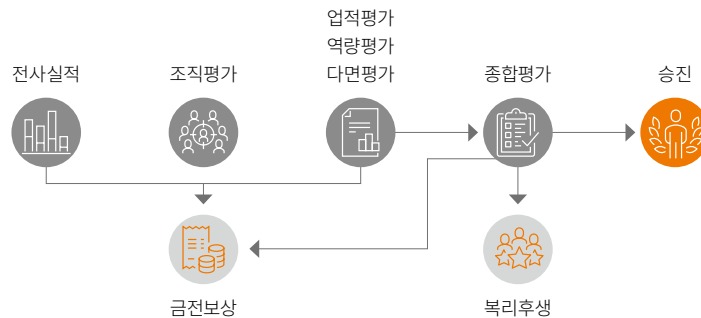 업적평가
역량평가
다면평가
전사실적
조직평가
종합평가
승진
금전보상
복리후생